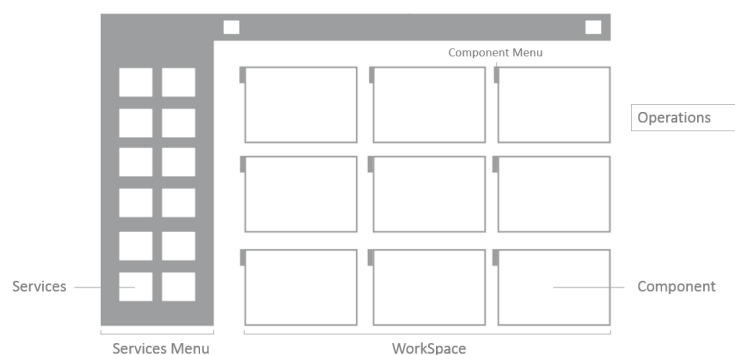 Component Menu
Operations
Services
Component
Services Menu
WorkSpace